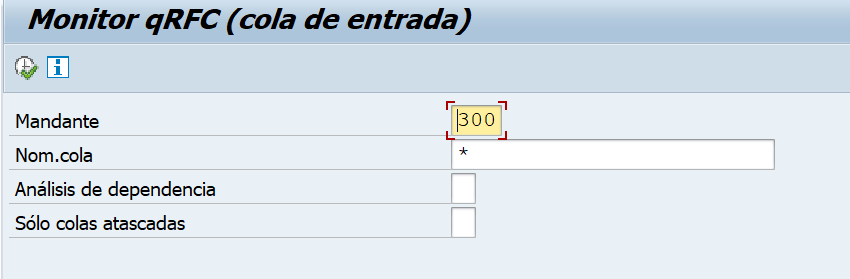 Monitor qRFC (cola de entrada)
Mandante 300
Nom.cola *
Análisis de dependencia
Sólo colas atascadas